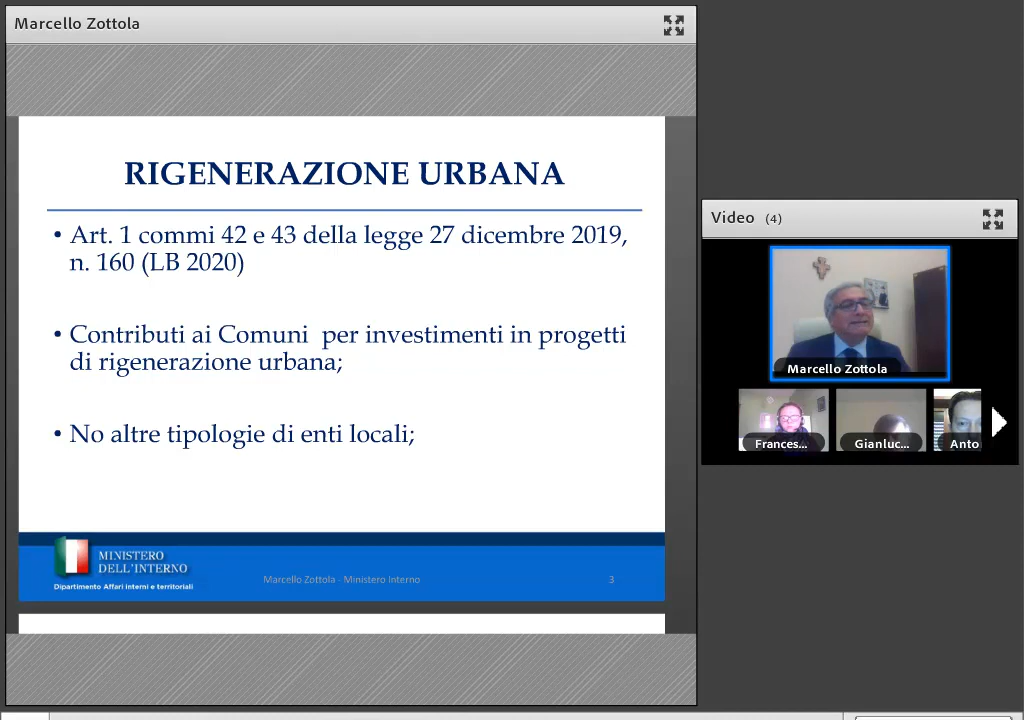 Marcello Zottola
RIGENERAZIONE URBANA
• Art. 1 commi 42 e 43 della legge 27 dicembre 2019,
n. 160 (LB 2020)
• Contributi ai Comuni per investimenti in progetti
di rigenerazione urbana;
• No altre tipologie di enti locali;
MINISTERO
DELL'INTERNO
Dipartimento Affari interni e territoriali
Marcello Zottola - Ministero Interno
3
Video (4)
Marcello Zottola
Frances...
Gianluc...
Anto